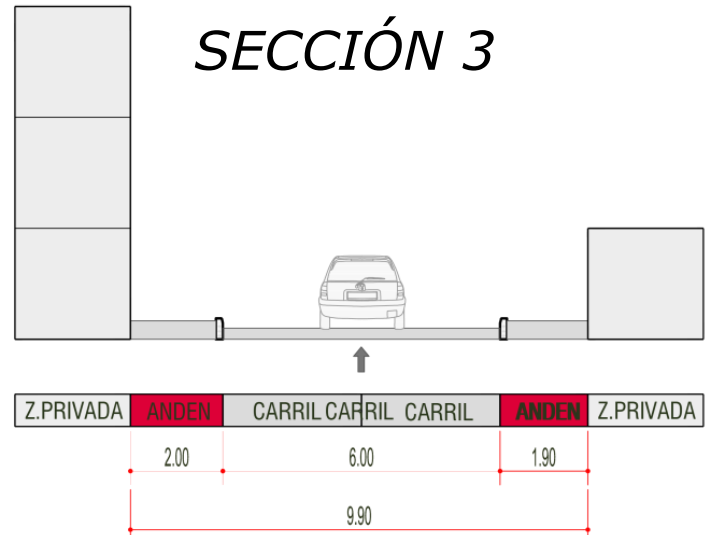 SECCIÓN 3
Z.PRIVADA ANDEN CARRIL CARRIL CARRIL ANDEN Z.PRIVADA
2.00 6.00 1.90
9.90